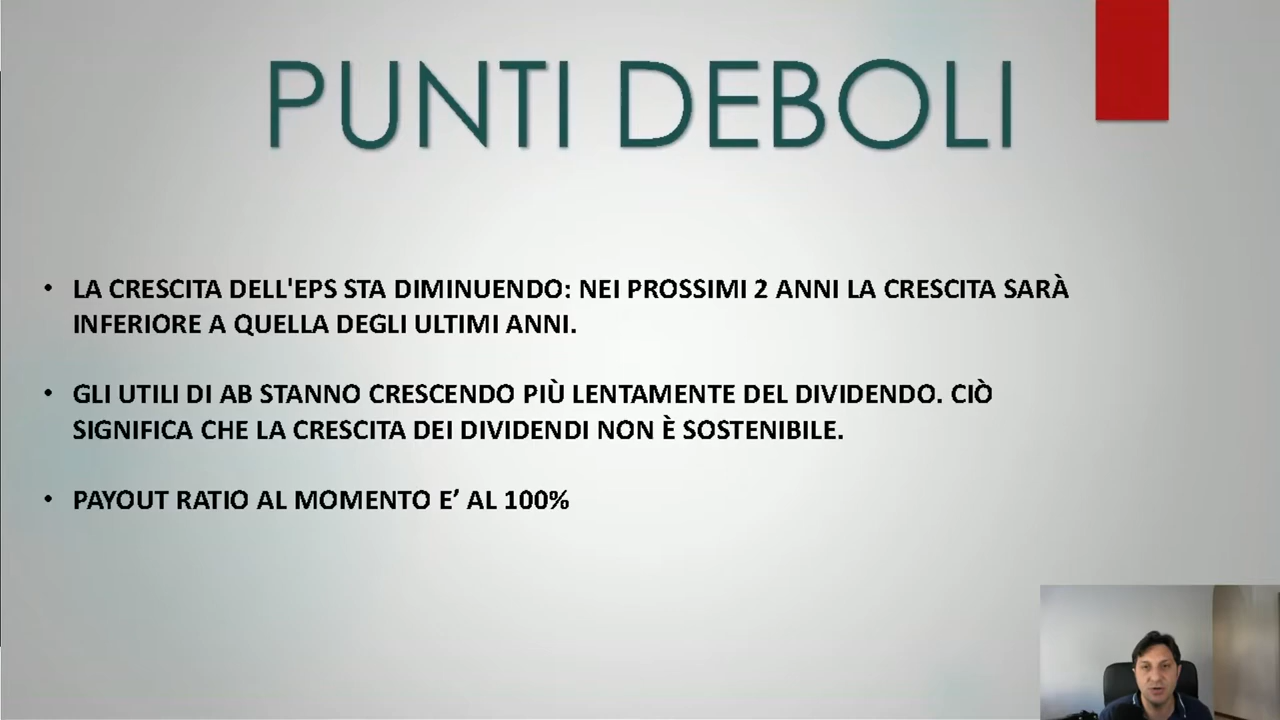 PUNTI DEBOLI
• LA CRESCITA DELL'EPS STA DIMINUENDO: NEI PROSSIMI 2 ANNI LA CRESCITA SARÀ
INFERIORE A QUELLA DEGLI ULTIMI ANNI.
• GLI UTILI DI AB STANNO CRESCENDO PIÙ LENTAMENTE DEL DIVIDENDO. CIÒ
SIGNIFICA CHE LA CRESCITA DEI DIVIDENDI NON È SOSTENIBILE.
• PAYOUT RATIO AL MOMENTO E’ AL 100%